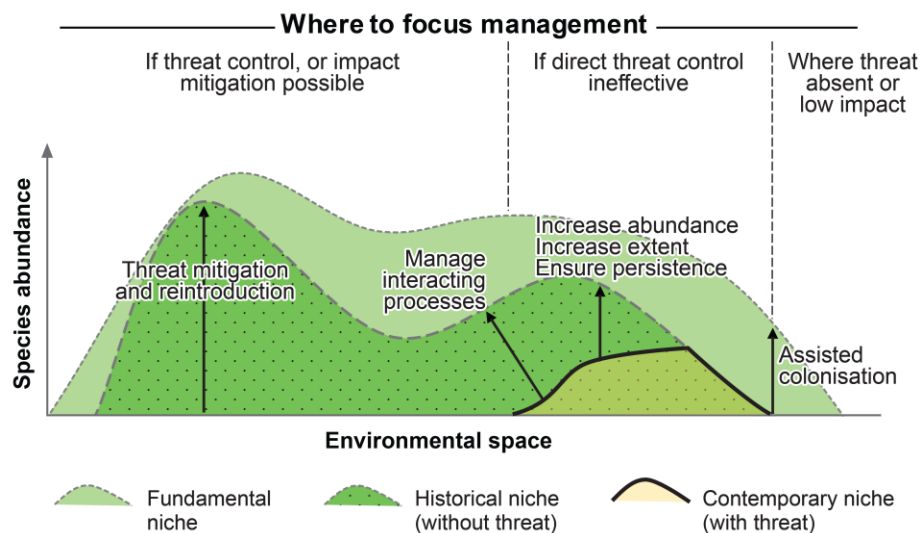 Where to focus management
If threat control, or impact
mitigation possible
If direct threat control
ineffective
Where threat
absent or
low impact
Species abundance
Threat mitigation
and reintroduction
Manage
interacting
processes
Increase abundance
Increase extent
Ensure persistence
Assisted
colonisation
Environmental space
Fundamental
niche
Historical niche
(without threat)
Contemporary niche
(with threat)